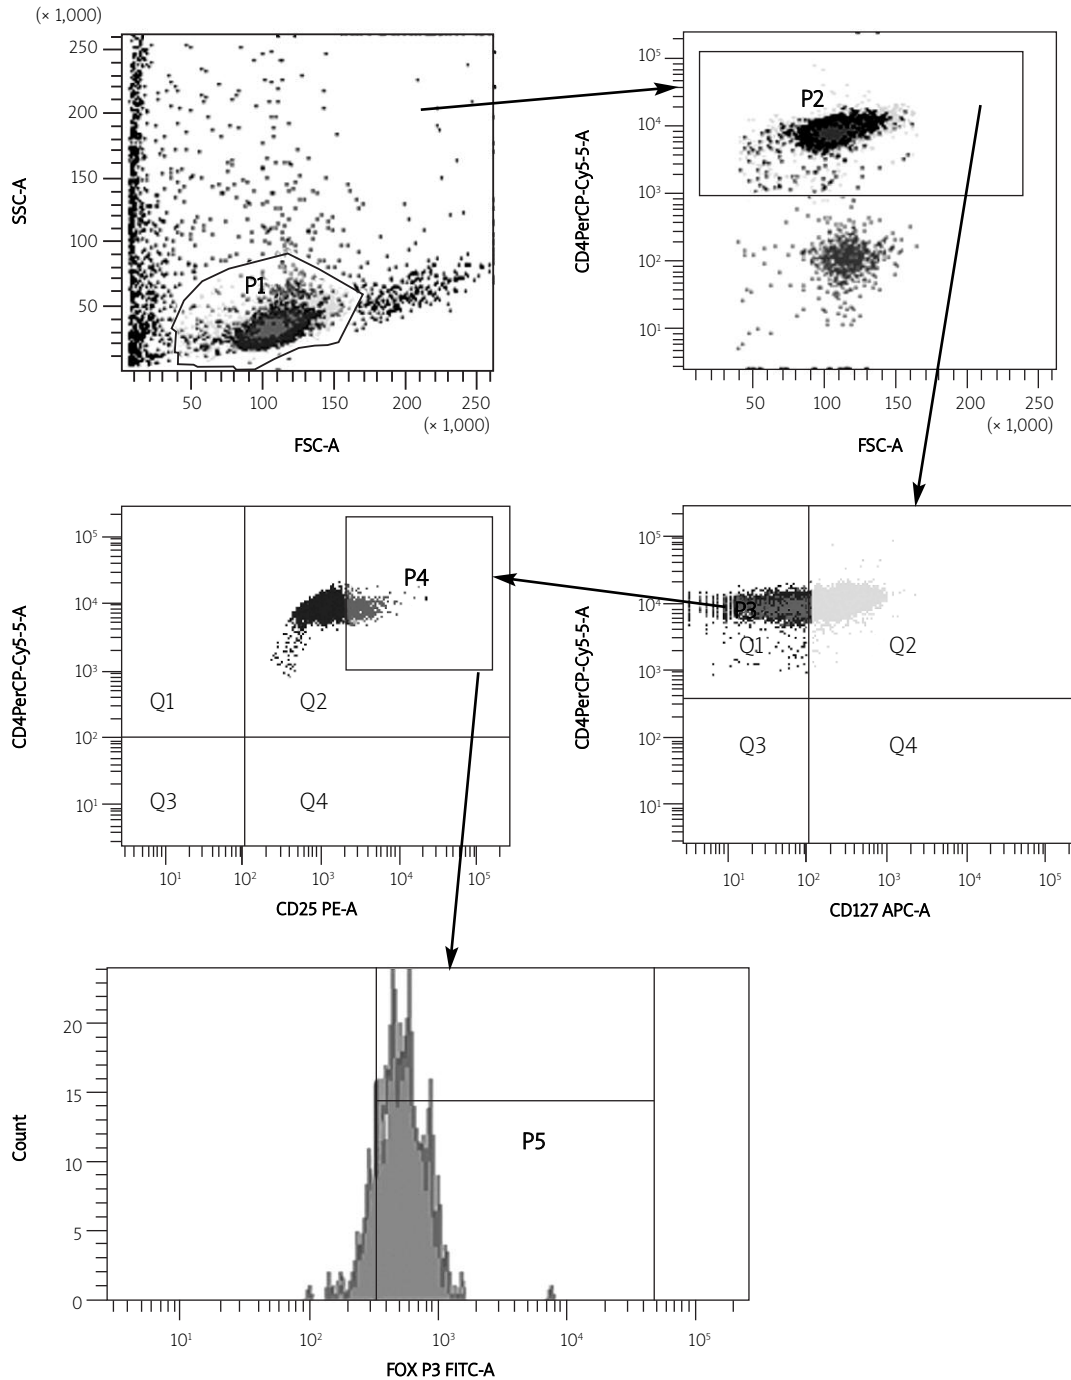 (× 1,000)
250
200
150
100
50
SSC-A
P1
50 100 150 200 250
(× 1,000)
FSC-A
10⁵
10⁴
10³
10²
10¹
CD4PerCP-Cy5-5-A
P2
50 100 150 200 250
(× 1,000)
FSC-A
10⁵
10⁴
10³
10²
10¹
CD4PerCP-Cy5-5-A
P4
Q1 Q2
Q3 Q4
10¹ 10² 10³ 10⁴ 10⁵
CD25 PE-A
10⁵
10⁴
10³
10²
10¹
CD4PerCP-Cy5-5-A
P3
Q1 Q2
Q3 Q4
10¹ 10² 10³ 10⁴ 10⁵
CD127 APC-A
20
15
10
5
0
Count
P5
10¹ 10² 10³ 10⁴ 10⁵
FOX P3 FITC-A